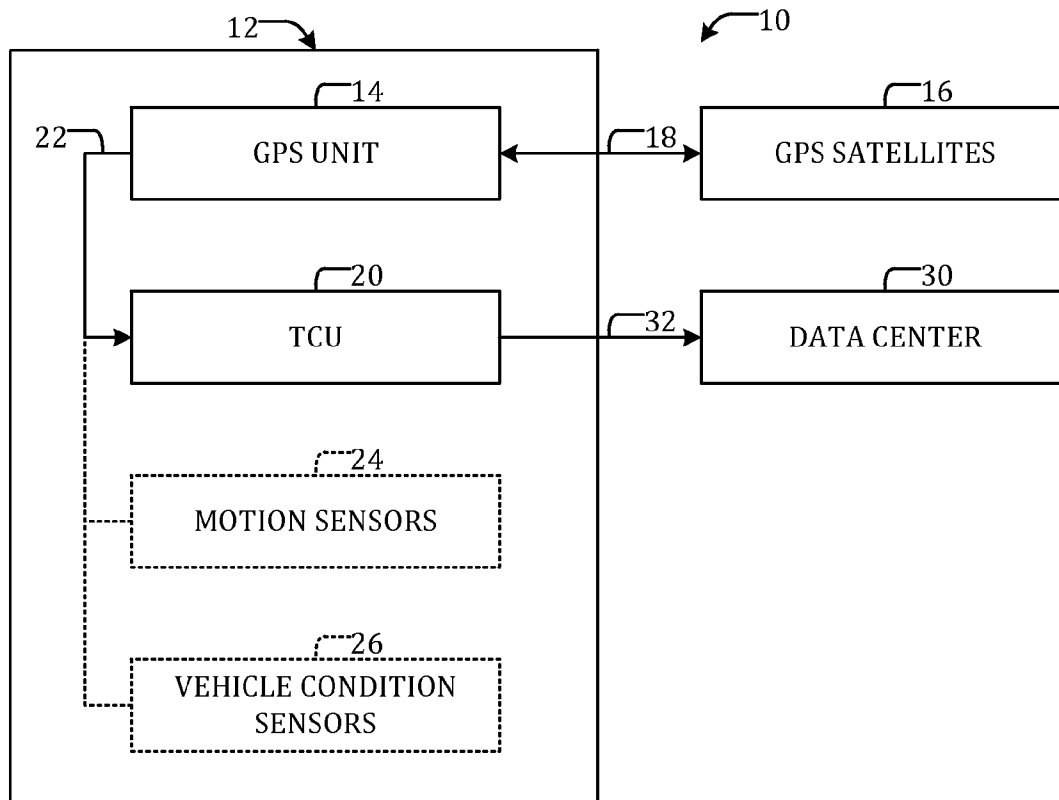 12
10
14
16
22
GPS UNIT
18
GPS SATELLITES
20
30
TCU
32
DATA CENTER
24
MOTION SENSORS
26
VEHICLE CONDITION
SENSORS